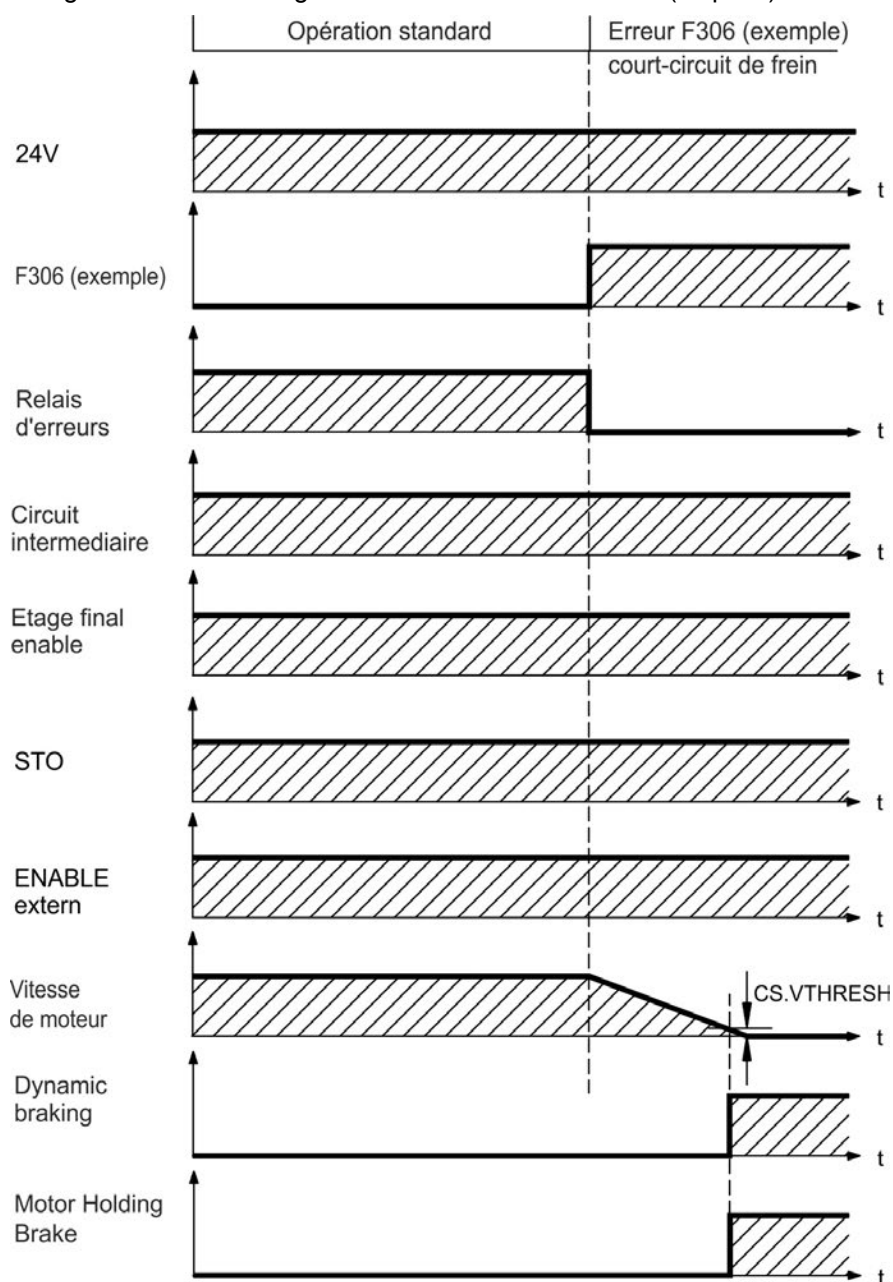 Opération standard
Erreur F306 (exemple)
court-circuit de frein
24V
t
F306 (exemple)
t
Relais
d'erreurs
t
Circuit
intermediaire
t
Etage final
enable
t
STO
t
ENABLE
extern
t
Vitesse
de moteur
CS.VTHRESH
t
Dynamic
braking
t
Motor Holding
Brake
t